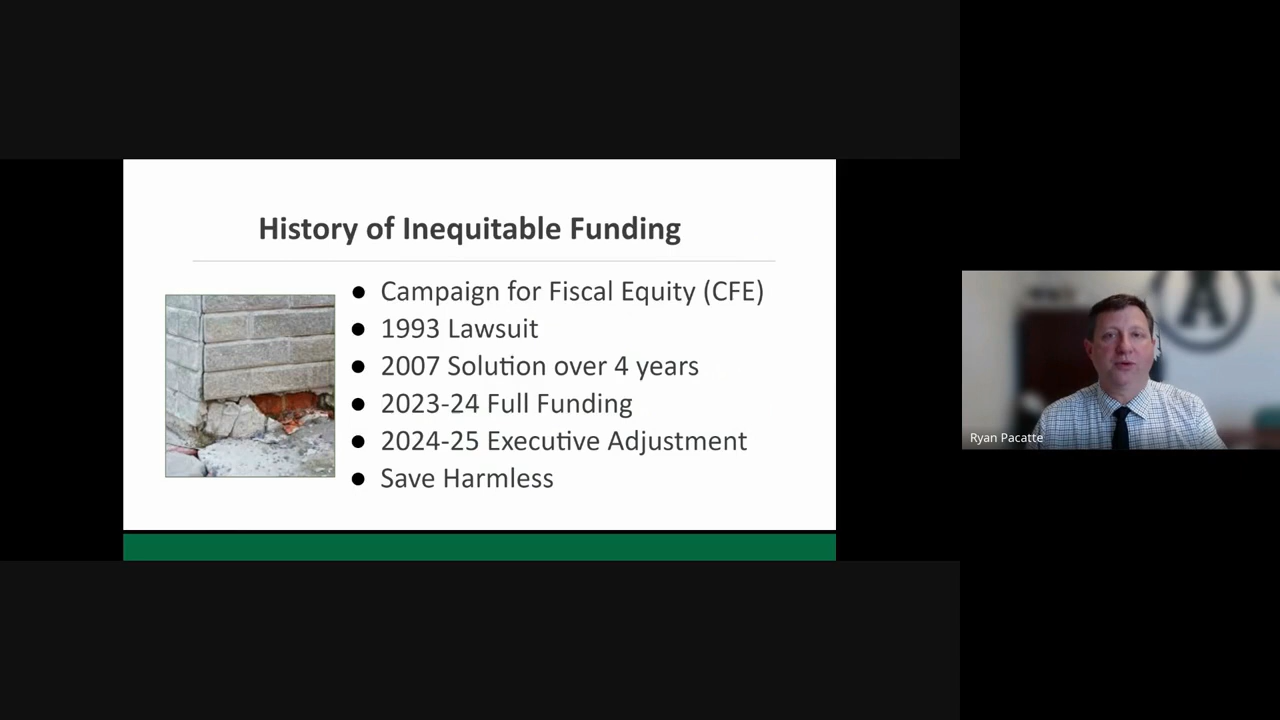 History of Inequitable Funding
● Campaign for Fiscal Equity (CFE)
● 1993 Lawsuit
● 2007 Solution over 4 years
● 2023-24 Full Funding
● 2024-25 Executive Adjustment
● Save Harmless
A
Ryan Pacatte